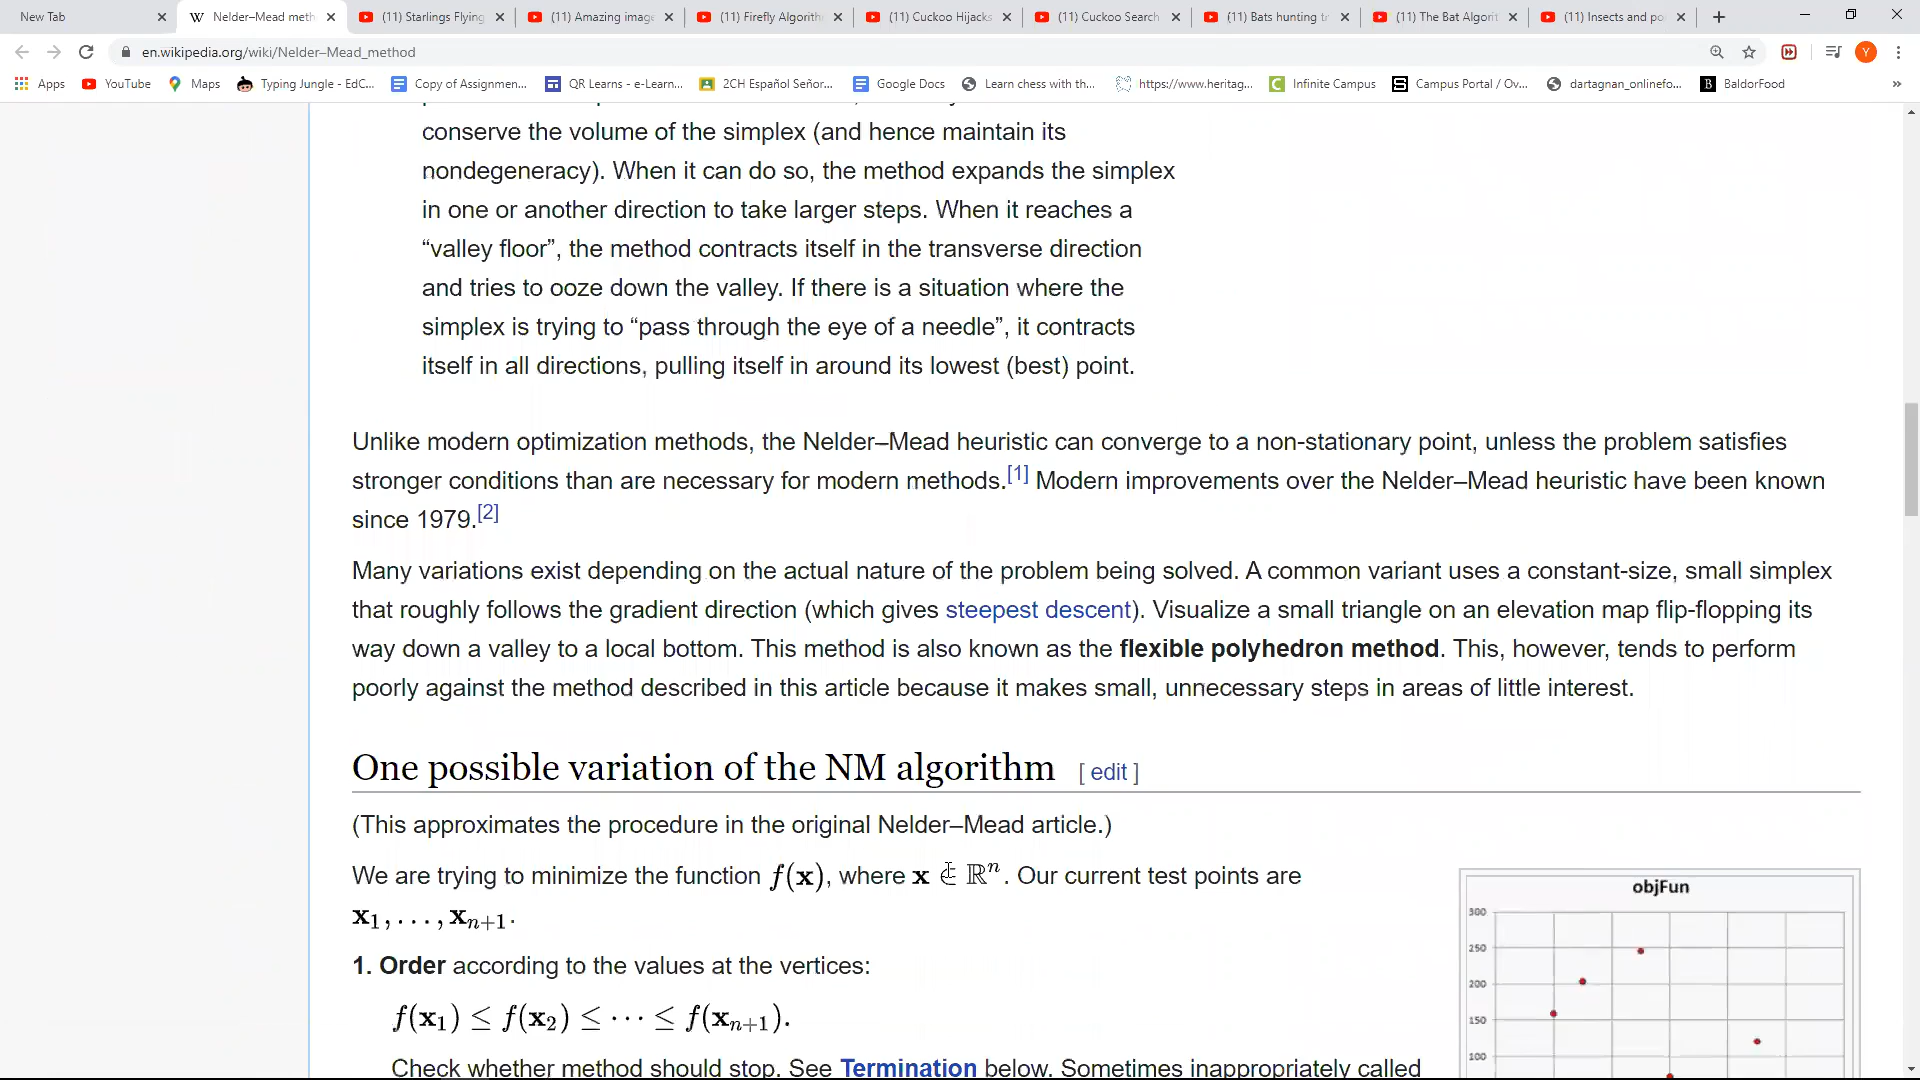 New Tab
W Nelder–Mead meth
(11) Starlings Flying
(11) Amazing image
(11) Firefly Algorith
(11) Cuckoo Hijacks
(11) Cuckoo Search
(11) Bats hunting tr
(11) The Bat Algorit
(11) Insects and po
en.wikipedia.org/wiki/Nelder–Mead_method
Y
Apps
YouTube
Maps
Typing Jungle - EdC...
Copy of Assignmen...
QR Learns - e-Learn...
2CH Español Señor...
Google Docs
Learn chess with th...
https://www.heritag...
Infinite Campus
Campus Portal / Ov...
dartagnan_onlinefo...
BaldorFood
conserve the volume of the simplex (and hence maintain its
nondegeneracy). When it can do so, the method expands the simplex
in one or another direction to take larger steps. When it reaches a
“valley floor”, the method contracts itself in the transverse direction
and tries to ooze down the valley. If there is a situation where the
simplex is trying to “pass through the eye of a needle”, it contracts
itself in all directions, pulling itself in around its lowest (best) point.
Unlike modern optimization methods, the Nelder–Mead heuristic can converge to a non-stationary point, unless the problem satisfies
stronger conditions than are necessary for modern methods.[1] Modern improvements over the Nelder–Mead heuristic have been known
since 1979.[2]
Many variations exist depending on the actual nature of the problem being solved. A common variant uses a constant-size, small simplex
that roughly follows the gradient direction (which gives steepest descent). Visualize a small triangle on an elevation map flip-flopping its
way down a valley to a local bottom. This method is also known as the flexible polyhedron method. This, however, tends to perform
poorly against the method described in this article because it makes small, unnecessary steps in areas of little interest.
One possible variation of the NM algorithm [ edit ]
(This approximates the procedure in the original Nelder–Mead article.)
We are trying to minimize the function f(x), where x ∈ ℝⁿ. Our current test points are
x₁, . . . , xₙ₊₁.
1. Order according to the values at the vertices:
f(x₁) ≤ f(x₂) ≤ ⋯ ≤ f(xₙ₊₁).
Check whether method should stop. See Termination below. Sometimes inappropriately called
objFun
300
250
200
150
100